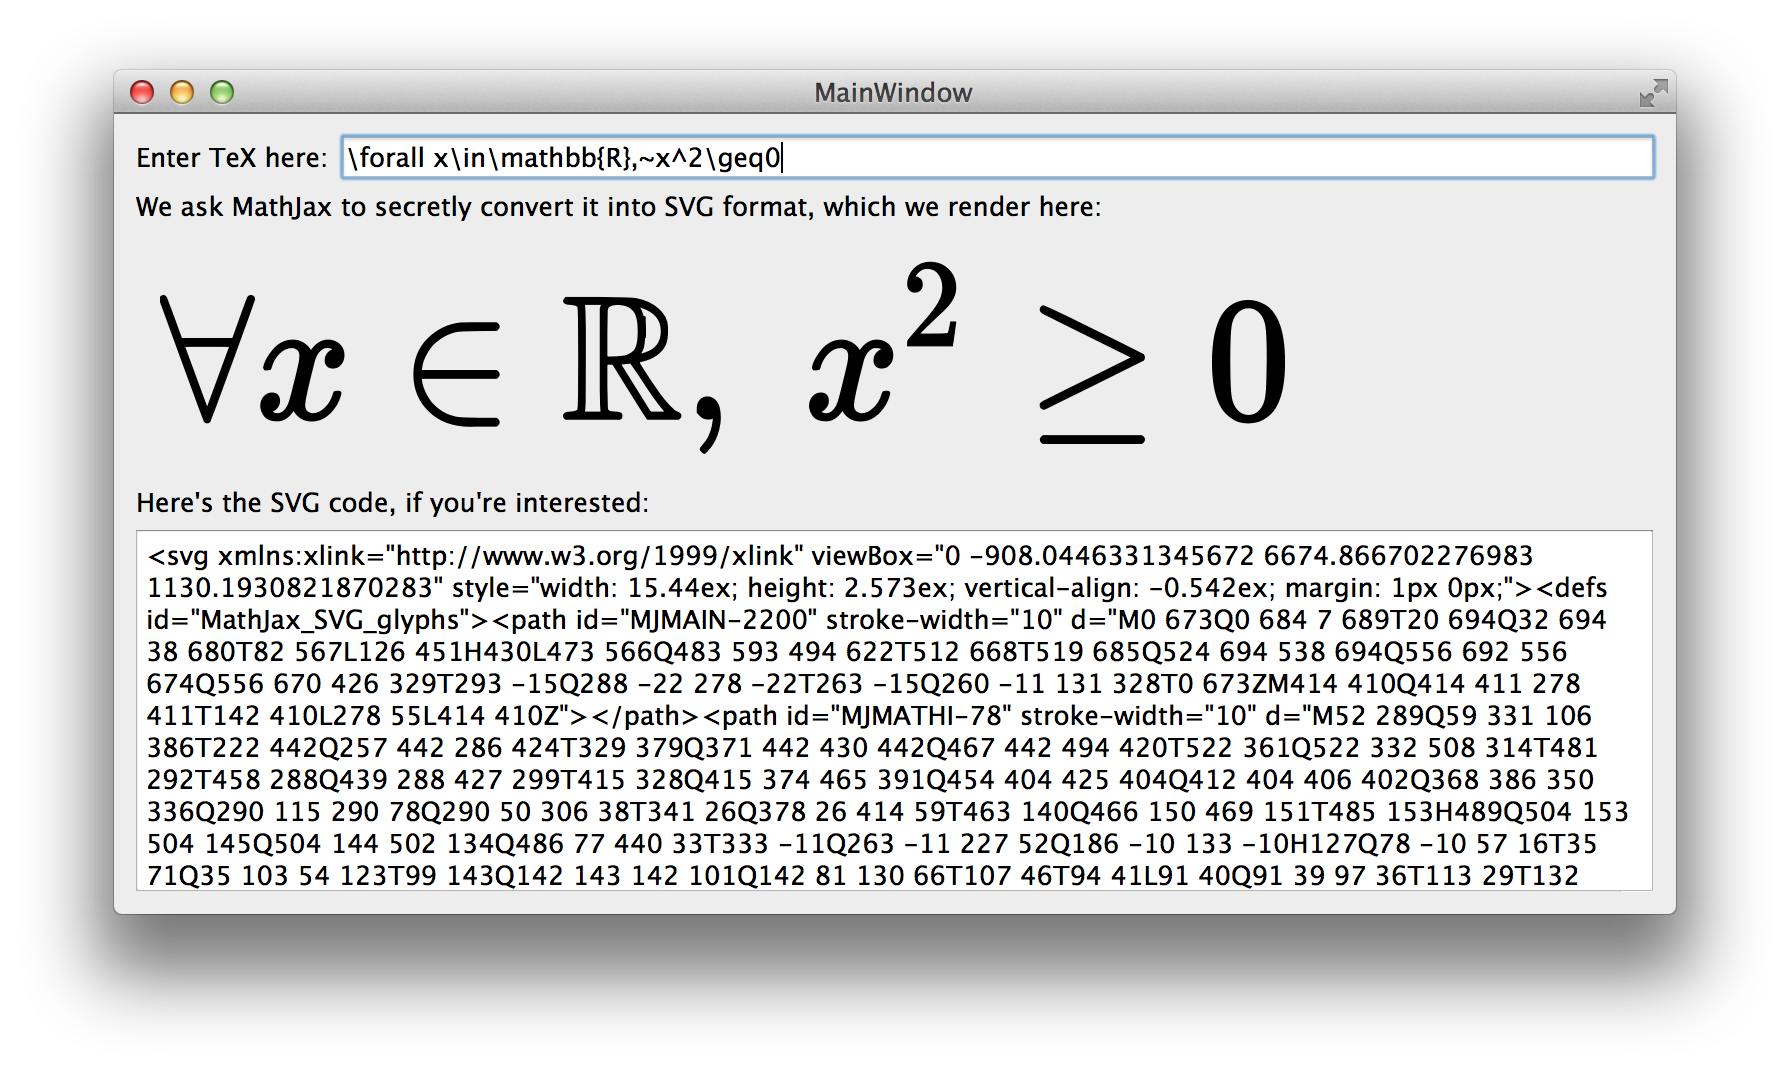 MainWindow
Enter TeX here: \forall x\in\mathbb{R},~x^2\geq0
We ask MathJax to secretly convert it into SVG format, which we render here:
∀x ∈ ℝ, x² ≥ 0
Here's the SVG code, if you're interested:
<svg xmlns:xlink="http://www.w3.org/1999/xlink" viewBox="0 -908.0446331345672 6674.866702276983
1130.1930821870283" style="width: 15.44ex; height: 2.573ex; vertical-align: -0.542ex; margin: 1px 0px;"><defs
id="MathJax_SVG_glyphs"><path id="MJMAIN-2200" stroke-width="10" d="M0 673Q0 684 7 689T20 694Q32 694
38 680T82 567L126 451H430L473 566Q483 593 494 622T512 668T519 685Q524 694 538 694Q556 692 556
674Q556 670 426 329T293 -15Q288 -22 278 -22T263 -15Q260 -11 131 328T0 673ZM414 410Q414 411 278
411T142 410L278 55L414 410Z"></path><path id="MJMATHI-78" stroke-width="10" d="M52 289Q59 331 106
386T222 442Q257 442 286 424T329 379Q371 442 430 442Q467 442 494 420T522 361Q522 332 508 314T481
292T458 288Q439 288 427 299T415 328Q415 374 465 391Q454 404 425 404Q412 404 406 402Q368 386 350
336Q290 115 290 78Q290 50 306 38T341 26Q378 26 414 59T463 140Q466 150 469 151T485 153H489Q504 153
504 145Q504 144 502 134Q486 77 440 33T333 -11Q263 -11 227 52Q186 -10 133 -10H127Q78 -10 57 16T35
71Q35 103 54 123T99 143Q142 143 142 101Q142 81 130 66T107 46T94 41L91 40Q91 39 97 36T113 29T132